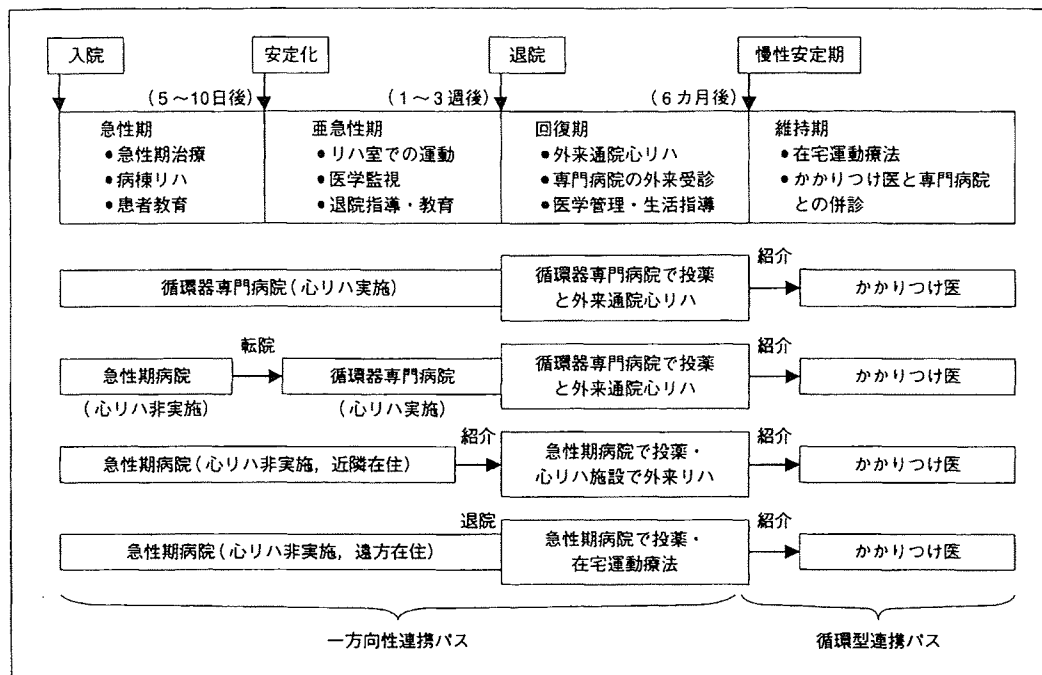 入院
安定化
退院
慢性安定期
(5〜10日後)
(1〜3週後)
(6カ月後)
急性期
●急性期治療
●病棟リハ
●患者教育
亜急性期
●リハ室での運動
●医学監視
●退院指導・教育
回復期
●外来通院心リハ
●専門病院の外来受診
●医学管理・生活指導
維持期
●在宅運動療法
●かかりつけ医と専門病院
との併診
循環器専門病院(心リハ実施)
循環器専門病院で投薬
と外来通院心リハ
紹介
かかりつけ医
急性期病院
(心リハ非実施)
転院
循環器専門病院
(心リハ実施)
循環器専門病院で投薬
と外来通院心リハ
紹介
かかりつけ医
急性期病院(心リハ非実施,近隣在住)
紹介
急性期病院で投薬・
心リハ施設で外来リハ
紹介
かかりつけ医
急性期病院(心リハ非実施,遠方在住)
退院
急性期病院で投薬・
在宅運動療法
紹介
かかりつけ医
一方向性連携パス
循環型連携パス